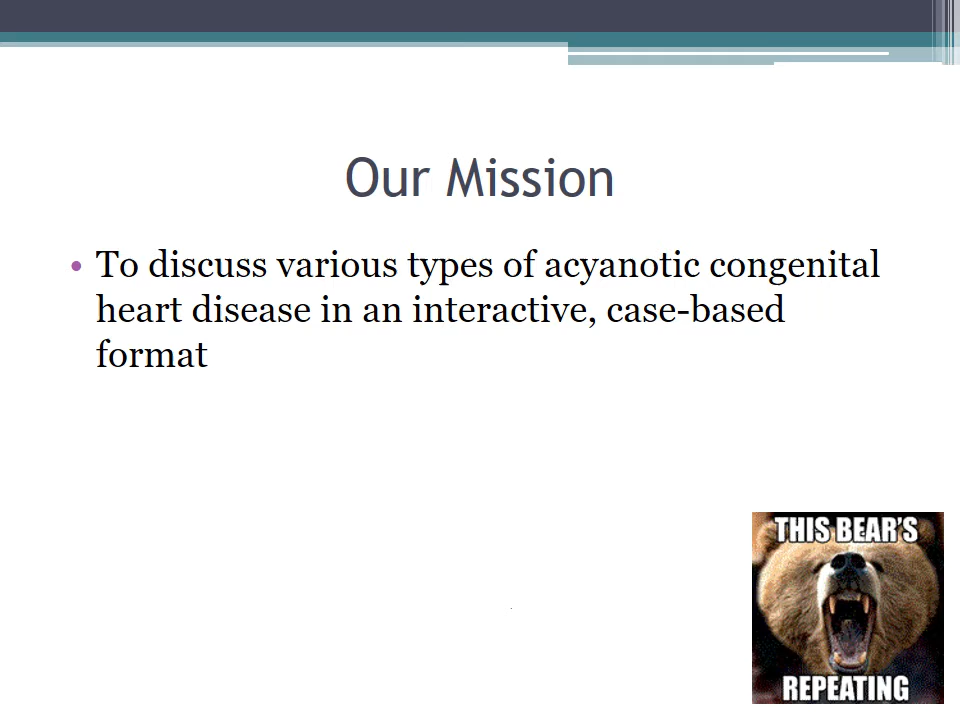 Our Mission
• To discuss various types of acyanotic congenital
heart disease in an interactive, case-based
format
THIS BEAR'S
REPEATING